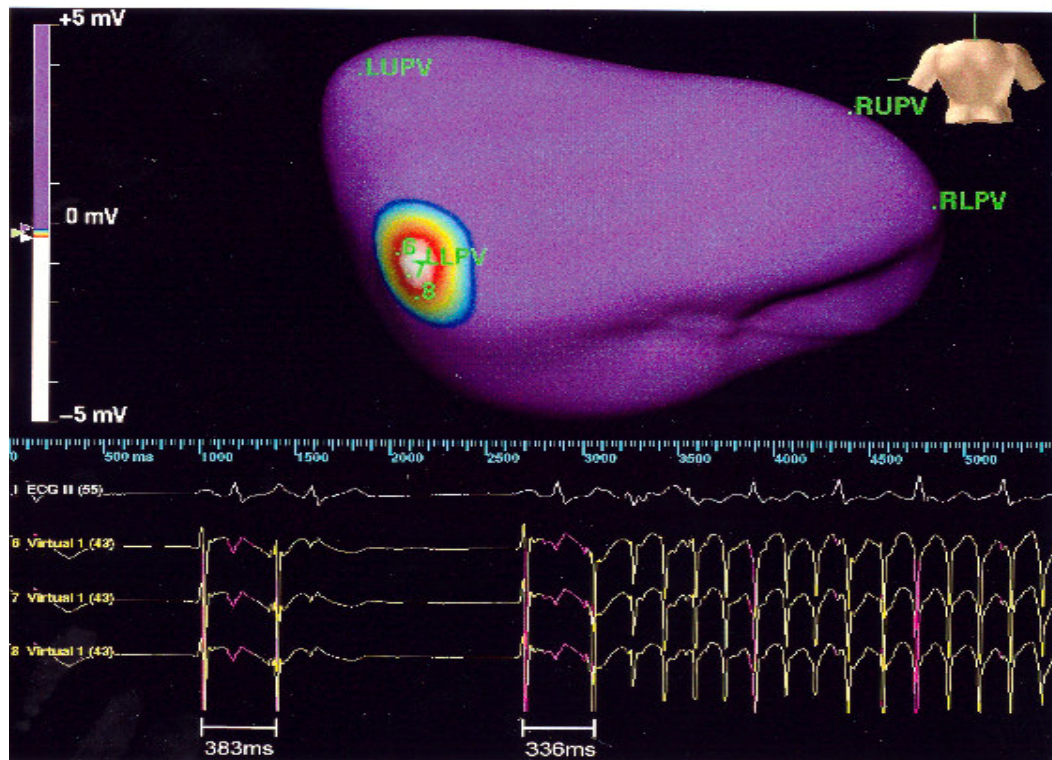 +5 mV
.LUPV
.RUPV
.RLPV
0 mV
.6
LLPV
.7
.8
−5 mV
0 500 ms 1000 1500 2000 2500 3000 3500 4000 4500 5000
ECG II (55)
6 Virtual 1 (43)
7 Virtual 1 (43)
8 Virtual 1 (43)
383ms 336ms